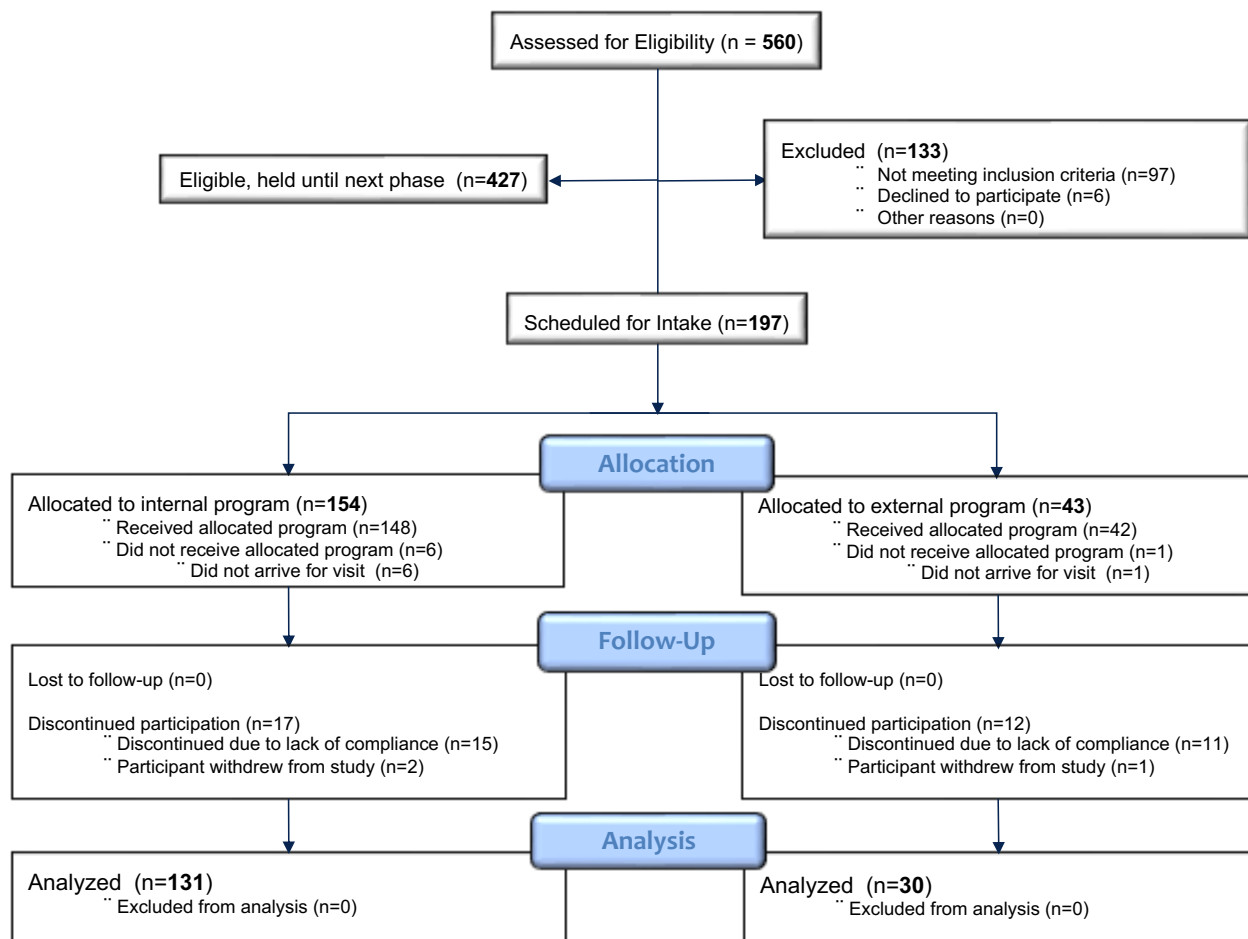 Assessed for Eligibility (n = 560)
Eligible, held until next phase (n=427)
Excluded (n=133)
¨ Not meeting inclusion criteria (n=97)
¨ Declined to participate (n=6)
¨ Other reasons (n=0)
Scheduled for Intake (n=197)
Allocation
Allocated to internal program (n=154)
¨ Received allocated program (n=148)
¨ Did not receive allocated program (n=6)
¨ Did not arrive for visit (n=6)
Allocated to external program (n=43)
¨ Received allocated program (n=42)
¨ Did not receive allocated program (n=1)
¨ Did not arrive for visit (n=1)
Follow-Up
Lost to follow-up (n=0)
Discontinued participation (n=17)
¨ Discontinued due to lack of compliance (n=15)
¨ Participant withdrew from study (n=2)
Lost to follow-up (n=0)
Discontinued participation (n=12)
¨ Discontinued due to lack of compliance (n=11)
¨ Participant withdrew from study (n=1)
Analysis
Analyzed (n=131)
¨ Excluded from analysis (n=0)
Analyzed (n=30)
¨ Excluded from analysis (n=0)